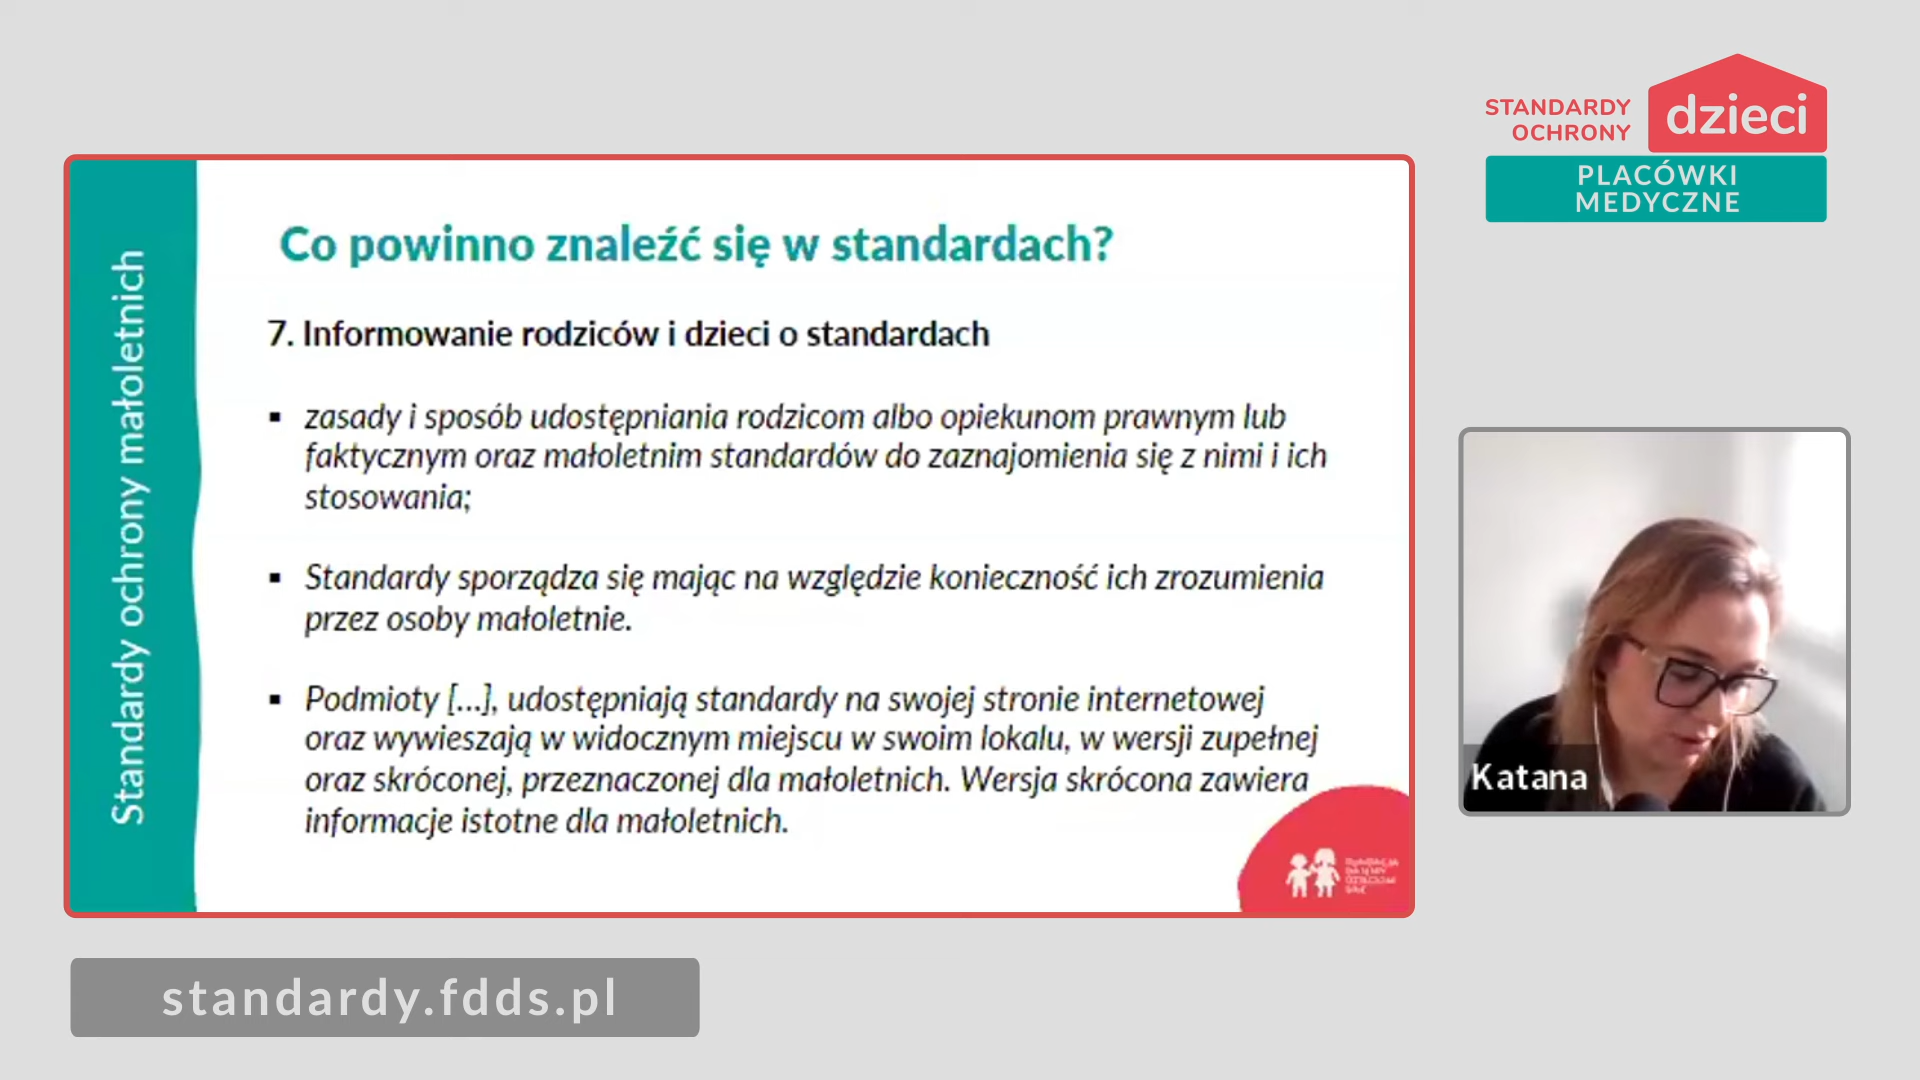 STANDARDY
OCHRONY
dzieci
PLACÓWKI
MEDYCZNE
Standardy ochrony małoletnich
Co powinno znaleźć się w standardach?
7. Informowanie rodziców i dzieci o standardach
▪ zasady i sposób udostępniania rodzicom albo opiekunom prawnym lub
faktycznym oraz małoletnim standardów do zaznajomienia się z nimi i ich
stosowania;
▪ Standardy sporządza się mając na względzie konieczność ich zrozumienia
przez osoby małoletnie.
▪ Podmioty [...], udostępniają standardy na swojej stronie internetowej
oraz wywieszają w widocznym miejscu w swoim lokalu, w wersji zupełnej
oraz skróconej, przeznaczonej dla małoletnich. Wersja skrócona zawiera
informacje istotne dla małoletnich.
Katana
standardy.fdds.pl